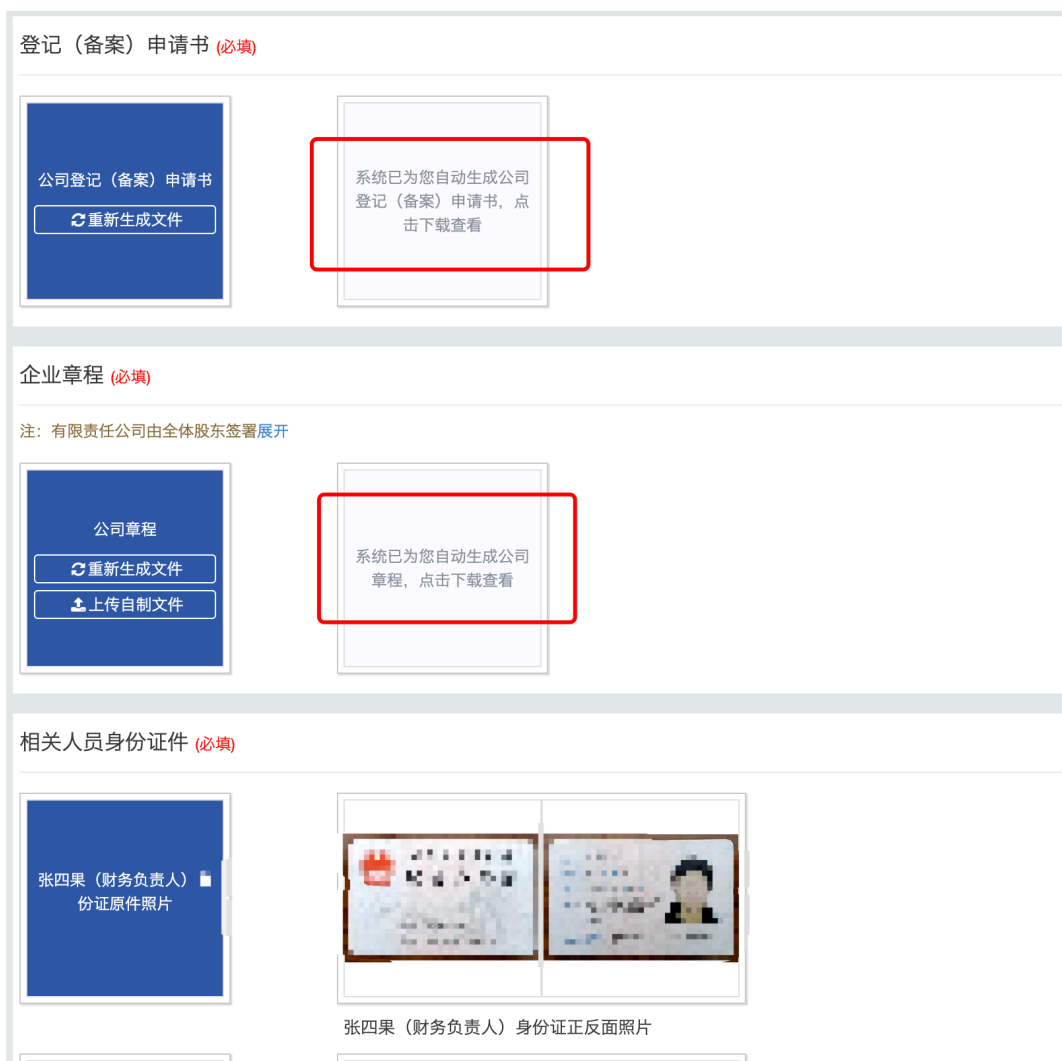 登记（备案）申请书 (必填)
公司登记（备案）申请书
重新生成文件
系统已为您自动生成公司
登记（备案）申请书，点
击下载查看
企业章程 (必填)
注：有限责任公司由全体股东签署展开
公司章程
重新生成文件
上传自制文件
系统已为您自动生成公司
章程，点击下载查看
相关人员身份证件 (必填)
张四果（财务负责人）
份证原件照片
张四果（财务负责人）身份证正反面照片